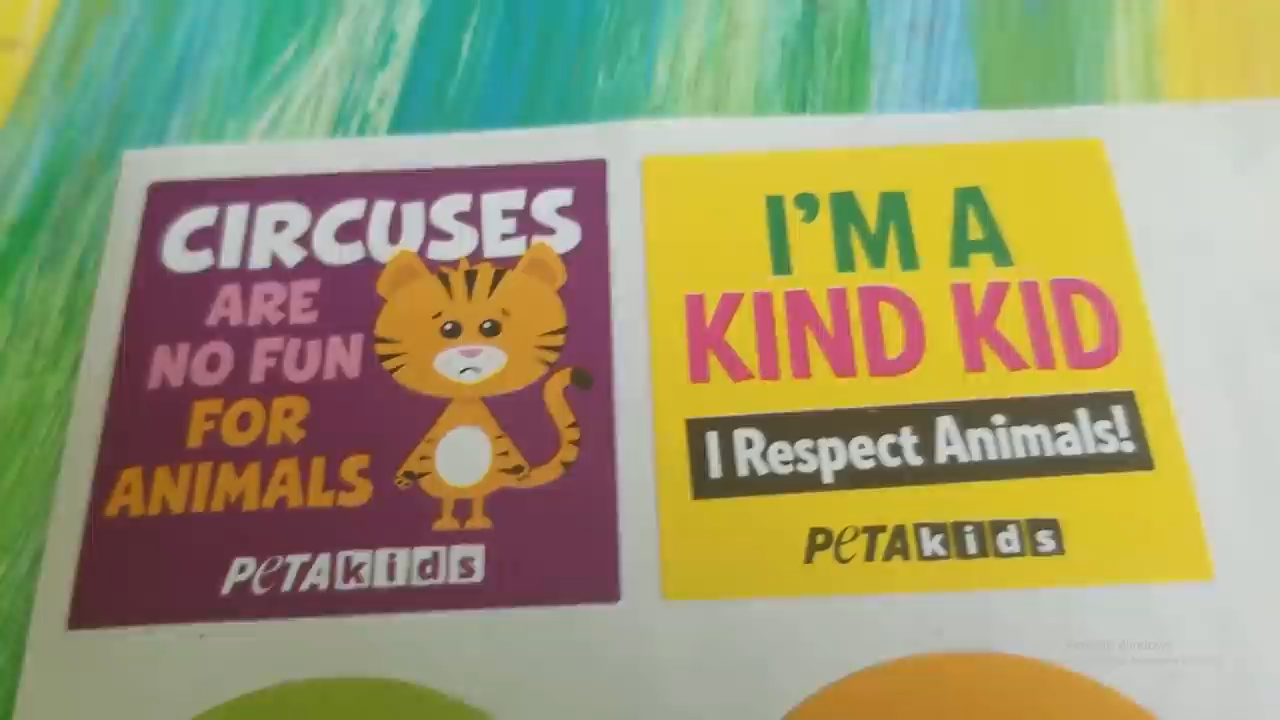 CIRCUSES
ARE
NO FUN
FOR
ANIMALS
PeTAkids
I'M A
KIND KID
I Respect Animals!
PeTAkids